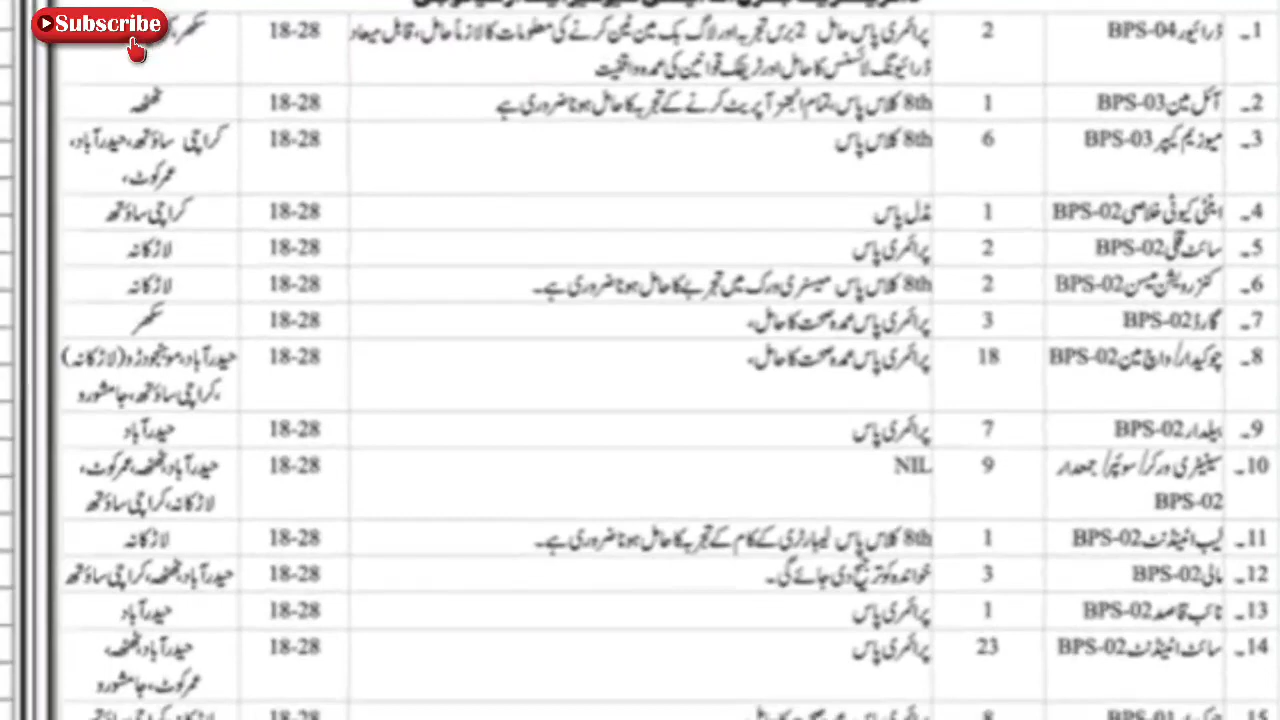 Subscribe
1۔ ڈرائیور BPS-04 2 پرائمری پاس حامل 2 برس تجربہ اور لاگ بک مین ٹین کرنے کی معلومات کا لازماً حامل، قابل میعاد 18-28 سکھر،
ڈرائیونگ لائسنس کا حامل اور ٹریفک قوانین کی عمدہ واقفیت
2۔ آئل مین BPS-03 1 8th کلاس پاس، تمام انجنز آپریٹ کرنے کے تجربہ کا حامل ہونا ضروری ہے 18-28 ٹھٹھہ
3۔ میوزیم کیپر BPS-03 6 8th کلاس پاس 18-28 کراچی ساؤتھ، حیدرآباد،
عمرکوٹ،
4۔ اینٹی کیوٹی خلاصی BPS-02 1 مڈل پاس 18-28 کراچی ساؤتھ
5۔ سائٹ قلی BPS-02 2 پرائمری پاس 18-28 لاڑکانہ
6۔ کنزرویشن میسن BPS-02 2 8th کلاس پاس میسنری ورک میں تجربے کا حامل ہونا ضروری ہے۔ 18-28 لاڑکانہ
7۔ گارڈ BPS-02 3 پرائمری پاس عمدہ صحت کا حامل۔ 18-28 سکھر
8۔ چوکیدار/واچ مین BPS-02 18 پرائمری پاس عمدہ صحت کا حامل۔ 18-28 حیدرآباد، موئنجودڑو (لاڑکانہ)
،کراچی ساؤتھ، جامشورو
9۔ بیلدار BPS-02 7 پرائمری پاس 18-28 حیدرآباد
10۔ سینیٹری ورکر/سوئپر/جمعدار 9 NIL 18-28 حیدرآباد، ٹھٹھہ، عمرکوٹ،
BPS-02 لاڑکانہ، کراچی ساؤتھ
11۔ لیب اٹینڈنٹ BPS-02 1 8th کلاس پاس لیبارٹری کے کام کے تجربہ کا حامل ہونا ضروری ہے۔ 18-28 لاڑکانہ
12۔ مالی BPS-02 3 خواندہ کو ترجیح دی جائے گی۔ 18-28 حیدرآباد، ٹھٹھہ، کراچی ساؤتھ
13۔ نائب قاصد BPS-02 1 پرائمری پاس 18-28 حیدرآباد
14۔ سائٹ اٹینڈنٹ BPS-02 23 پرائمری پاس 18-28 حیدرآباد، ٹھٹھہ،
عمرکوٹ، جامشورو